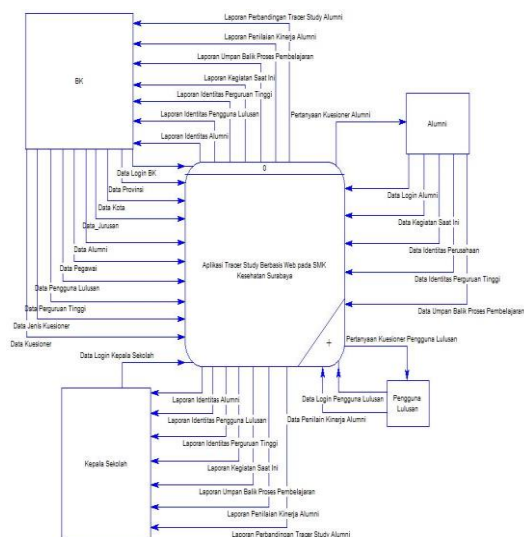 Laporan Perbandingan Tracer Study Alumni
Laporan Penilaian Kinerja Alumni
Laporan Umpan Balik Proses Pembelajaran
Laporan Kegiatan Saat Ini
Laporan Identitas Perguruan Tinggi
Laporan Identitas Pengguna Lulusan
Laporan Identitas Alumni
BK
Pertanyaan Kuesioner Alumni
Alumni
0
Data Login BK
Data Provinsi
Data Kota
Data_Jurusan
Data Alumni
Data Pegawai
Data Pengguna Lulusan
Data Perguruan Tinggi
Data Jenis Kuesioner
Data Kuesioner
Data Login Alumni
Data Kegiatan Saat Ini
Data Identitas Perusahaan
Data Identitas Perguruan Tinggi
Data Umpan Balik Proses Pembelajaran
Aplikasi Tracer Study Berbasis Web pada SMK
Kesehatan Surabaya
+
Pertanyaan Kuesioner Pengguna Lulusan
Data Login Kepala Sekolah
Data Login Pengguna Lulusan
Data Penilain Kinerja Alumni
Pengguna
Lulusan
Kepala Sekolah
Laporan Identitas Alumni
Laporan Identitas Pengguna Lulusan
Laporan Identitas Perguruan Tinggi
Laporan Kegiatan Saat Ini
Laporan Umpan Balik Proses Pembelajaran
Laporan Penilaian Kinerja Alumni
Laporan Perbandingan Tracer Study Alumni